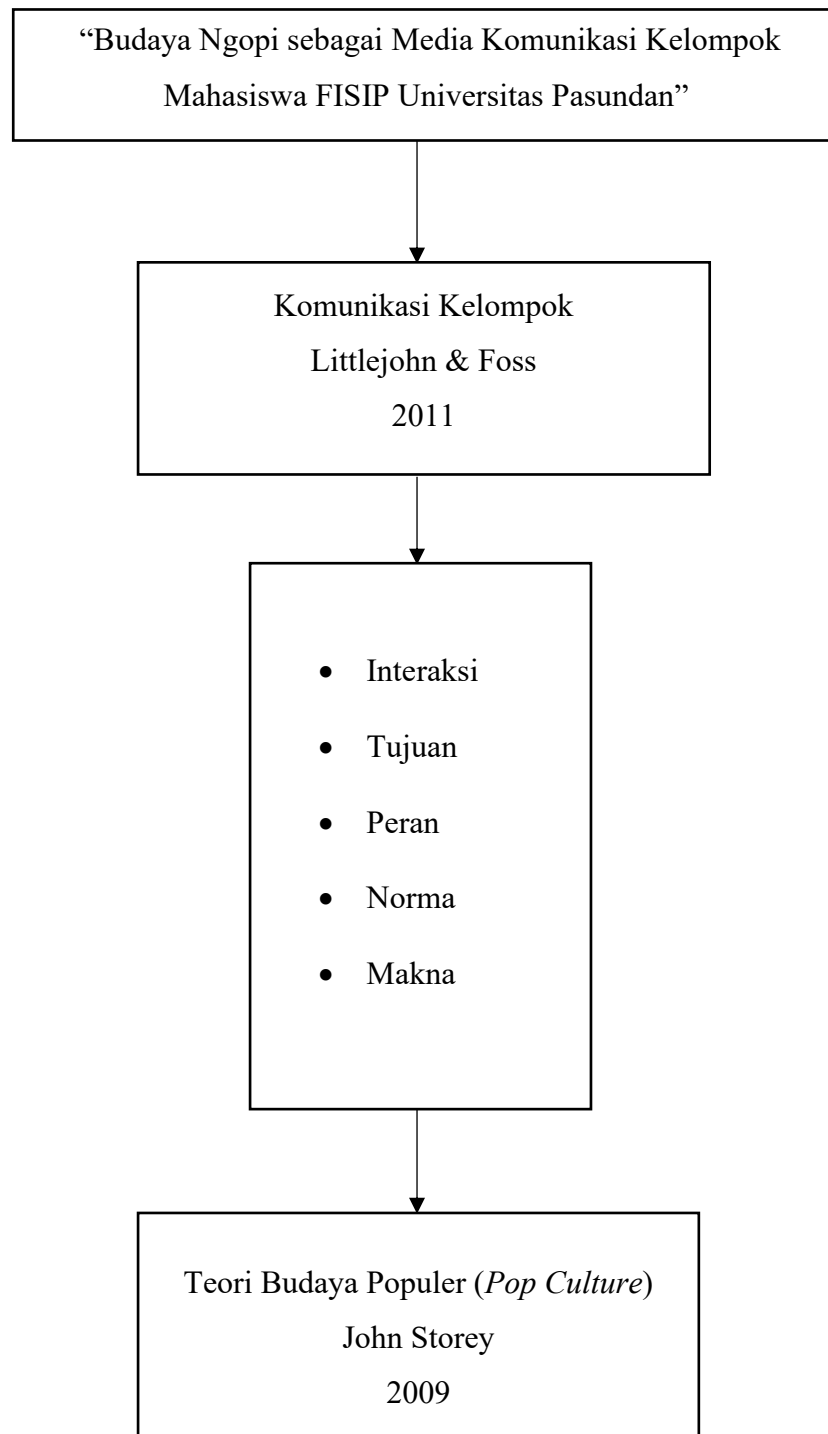 “Budaya Ngopi sebagai Media Komunikasi Kelompok
Mahasiswa FISIP Universitas Pasundan”
Komunikasi Kelompok
Littlejohn & Foss
2011
• Interaksi
• Tujuan
• Peran
• Norma
• Makna
Teori Budaya Populer (Pop Culture)
John Storey
2009